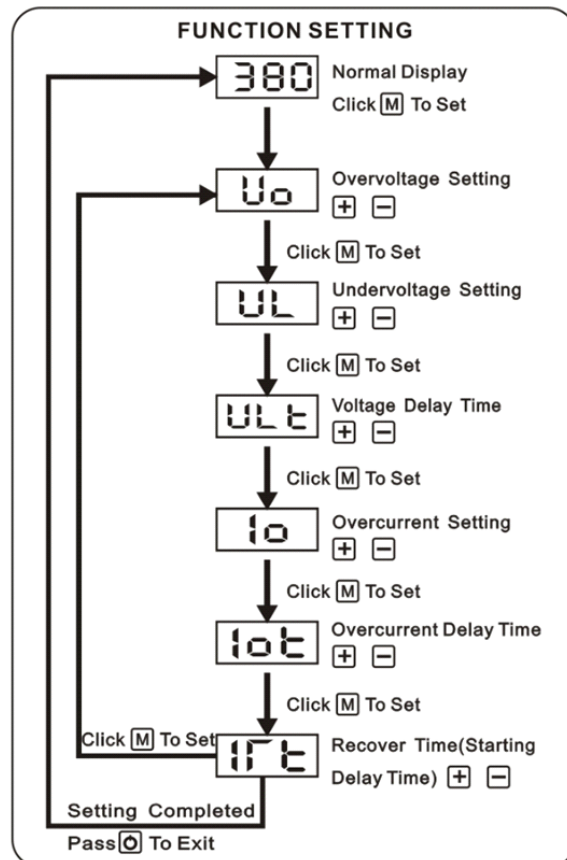 FUNCTION SETTING
380
Normal Display
Click M To Set
Uo
Overvoltage Setting
+ −
Click M To Set
UL
Undervoltage Setting
+ −
Click M To Set
ULt
Voltage Delay Time
+ −
Click M To Set
Io
Overcurrent Setting
+ −
Click M To Set
Iot
Overcurrent Delay Time
+ −
Click M To Set
Click M To Set
Recover Time(Starting
Delay Time) + −
Setting Completed
Pass To Exit